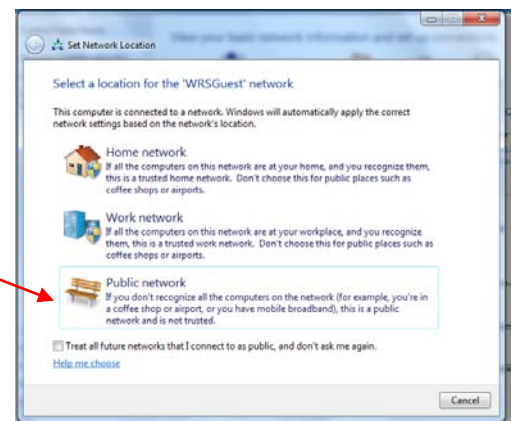 Set Network Location
Select a location for the 'WRSGuest' network
This computer is connected to a network. Windows will automatically apply the correct
network settings based on the network's location.
Home network
If all the computers on this network are at your home, and you recognize them,
this is a trusted home network. Don't choose this for public places such as
coffee shops or airports.
Work network
If all the computers on this network are at your workplace, and you recognize
them, this is a trusted work network. Don't choose this for public places such as
coffee shops or airports.
Public network
If you don't recognize all the computers on the network (for example, you're in
a coffee shop or airport, or you have mobile broadband), this is a public
network and is not trusted.
Treat all future networks that I connect to as public, and don't ask me again.
Help me choose
Cancel